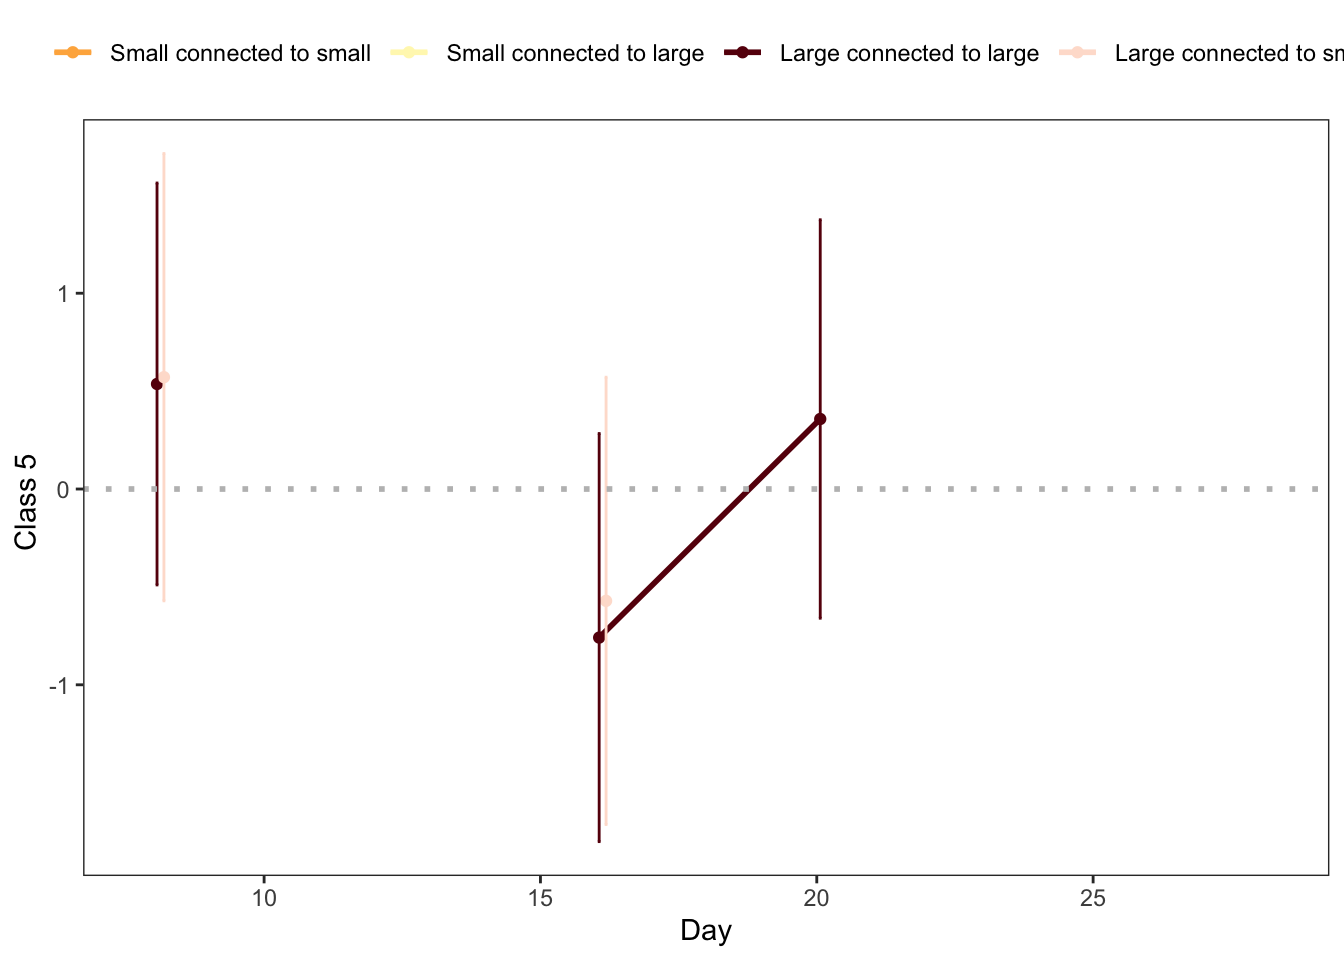 Small connected to small Small connected to large Large connected to large Large connected to sm
1
0
-1
Class 5
10 15 20 25
Day